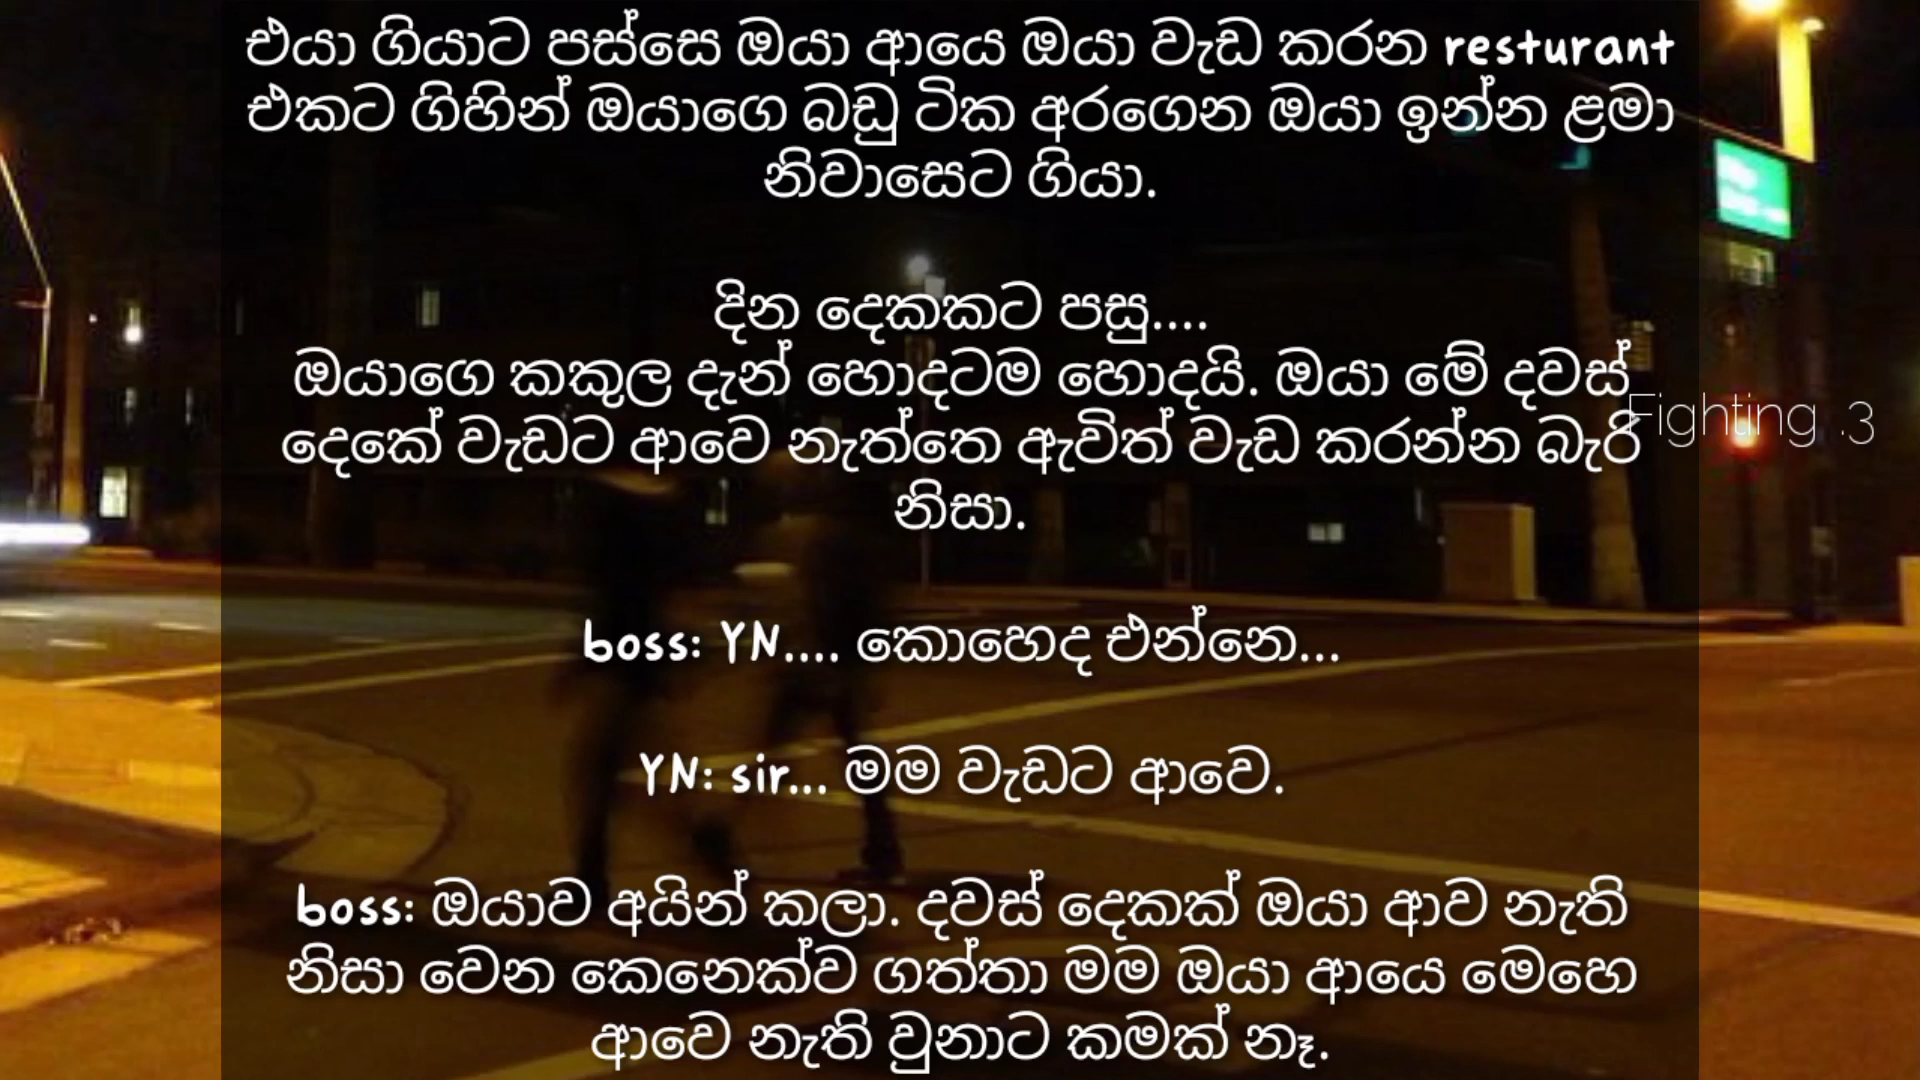 එයා ගියාට පස්සෙ ඔයා ආයෙ ඔයා වැඩ කරන resturant
එකට ගිහින් ඔයාගෙ බඩු ටික අරගෙන ඔයා ඉන්න ළමා
නිවාසෙට ගියා.
දින දෙකකට පසු....
ඔයාගෙ කකුල දැන් හොදටම හොදයි. ඔයා මේ දවස්
දෙකේ වැඩට ආවෙ නැත්තෙ ඇවිත් වැඩ කරන්න බැරි
නිසා.
Fighting .3
boss: YN.... කොහෙද එන්නෙ...
YN: sir... මම වැඩට ආවෙ.
boss: ඔයාව අයින් කලා. දවස් දෙකක් ඔයා ආව නැති
නිසා වෙන කෙනෙක්ව ගත්තා මම ඔයා ආයෙ මෙහෙ
ආවෙ නැති වුනාට කමක් නෑ.